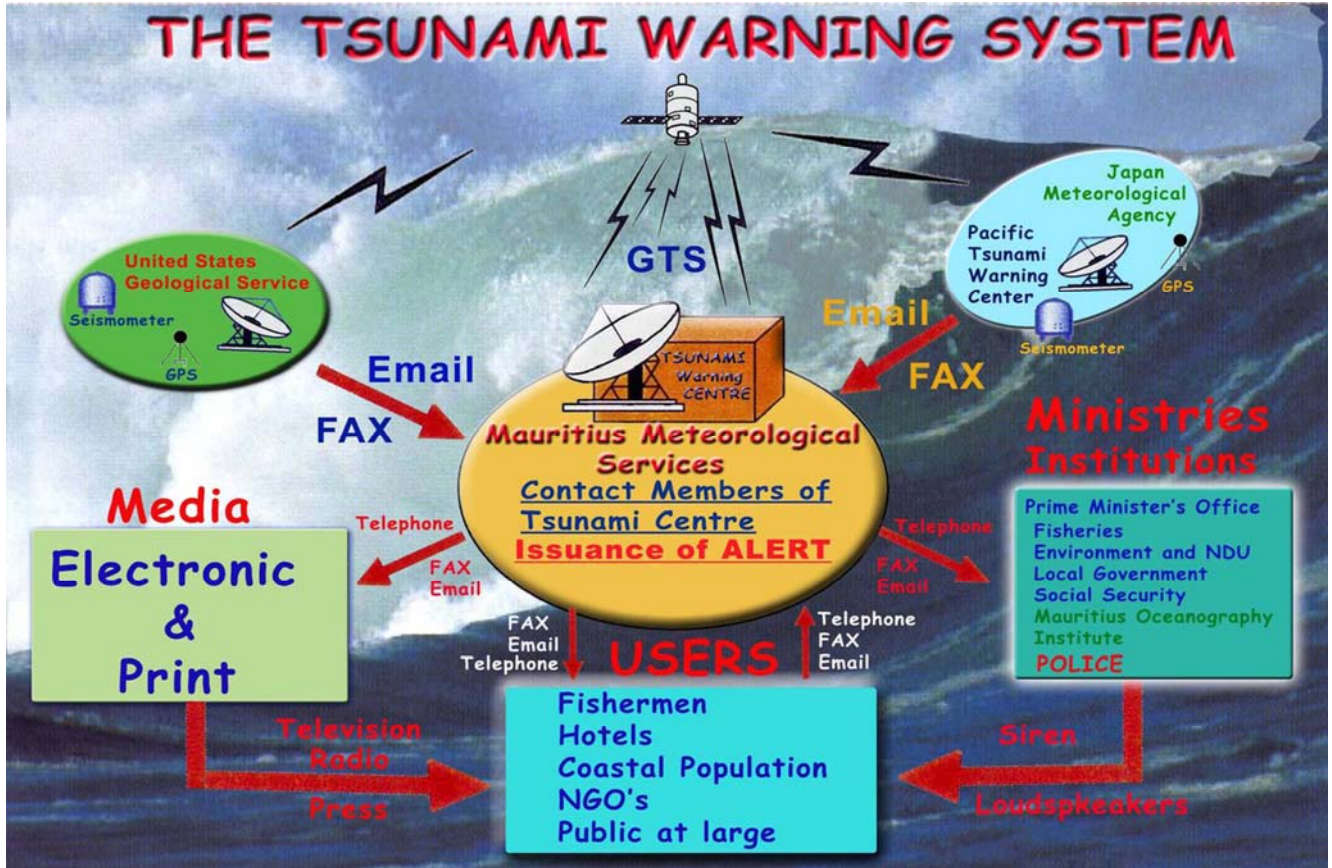 THE TSUNAMI WARNING SYSTEM
United States
Geological Service
Seismometer
GPS
GTS
Japan
Meteorological
Agency
Pacific
Tsunami
Warning
Center
GPS
Seismometer
Email
FAX
Email
FAX
TSUNAMI
Warning
CENTRE
Mauritius Meteorological
Services
Contact Members of
Tsunami Centre
Issuance of ALERT
Media
Electronic
&
Print
Telephone
FAX
Email
Ministries
Institutions
Prime Minister's Office
Fisheries
Environment and NDU
Local Government
Social Security
Mauritius Oceanography
Institute
POLICE
Telephone
FAX
Email
FAX
Email
Telephone
USERS
Telephone
FAX
Email
Fishermen
Hotels
Coastal Population
NGO's
Public at large
Television
Radio
Press
Siren
Loudspkeakers